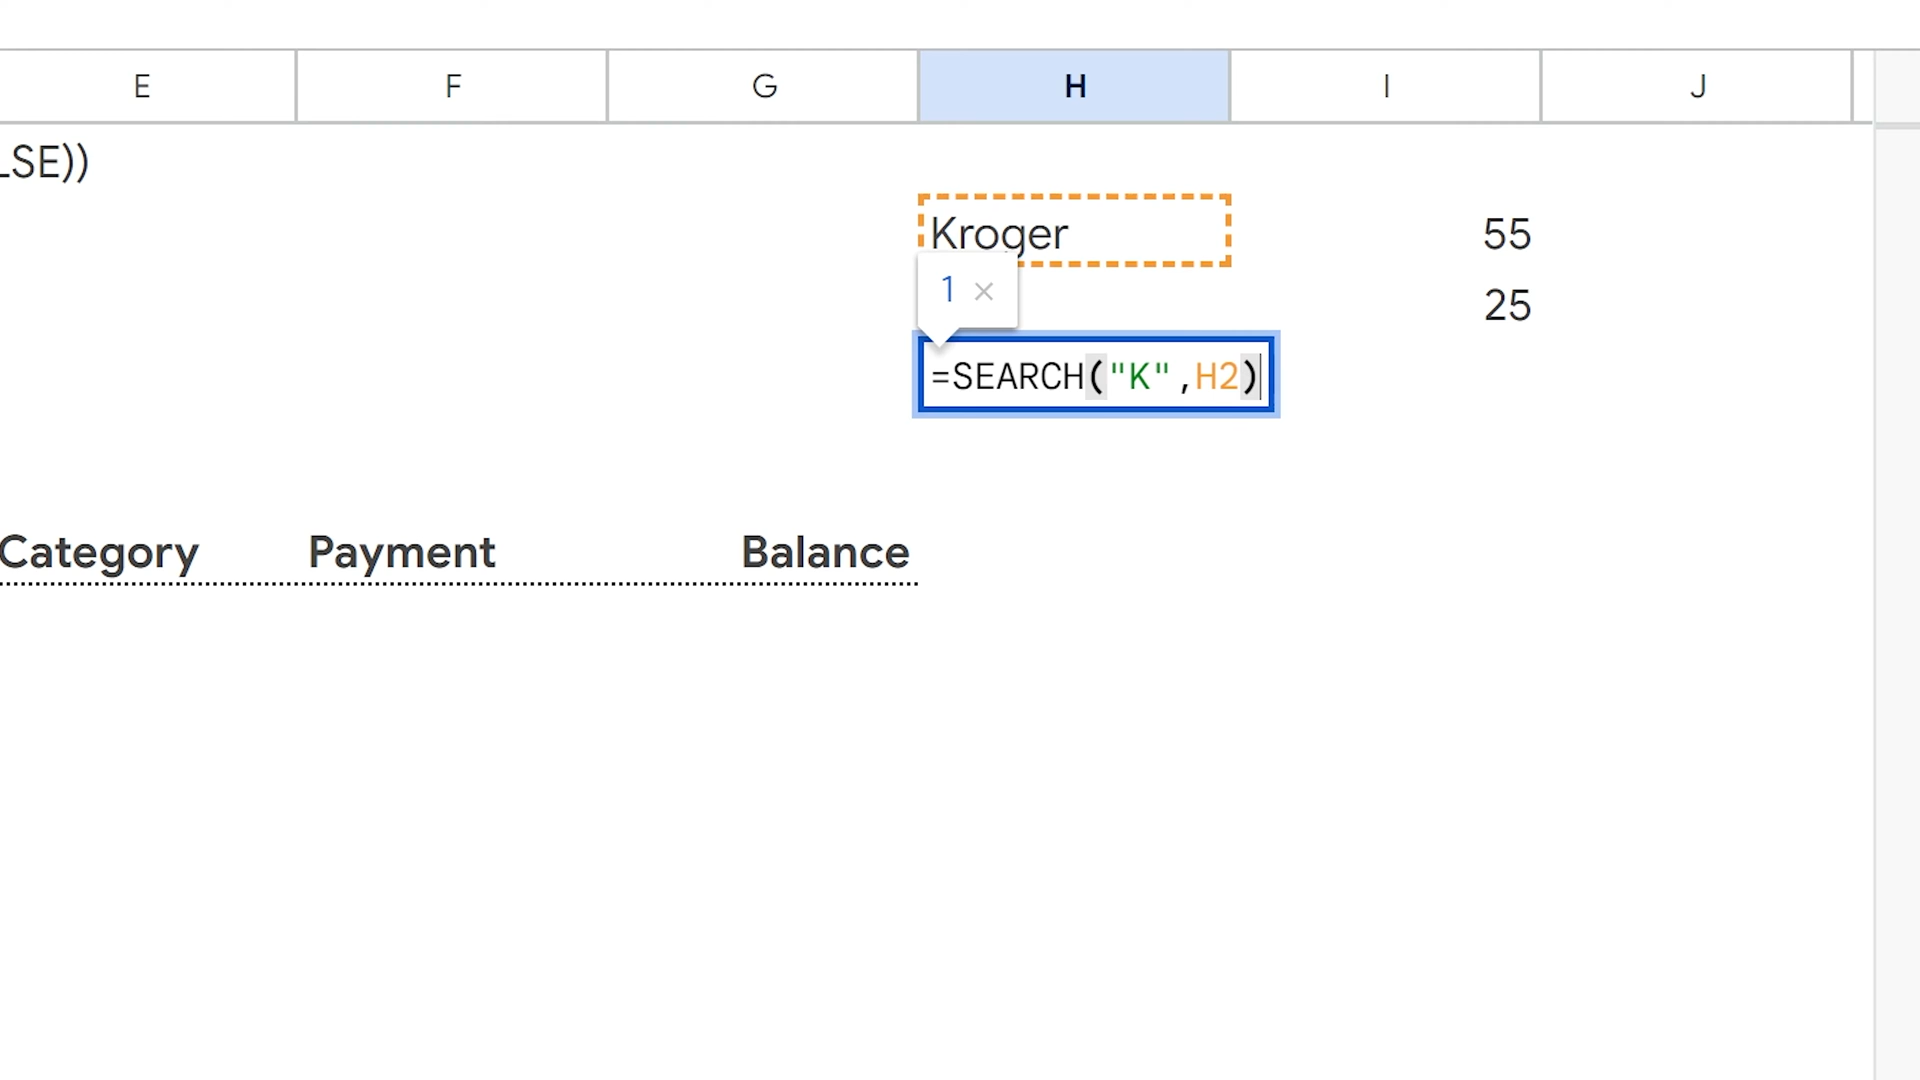 E F G H I J
LSE))
Kroger 55
1 × 25
=SEARCH("K",H2)
Category Payment Balance